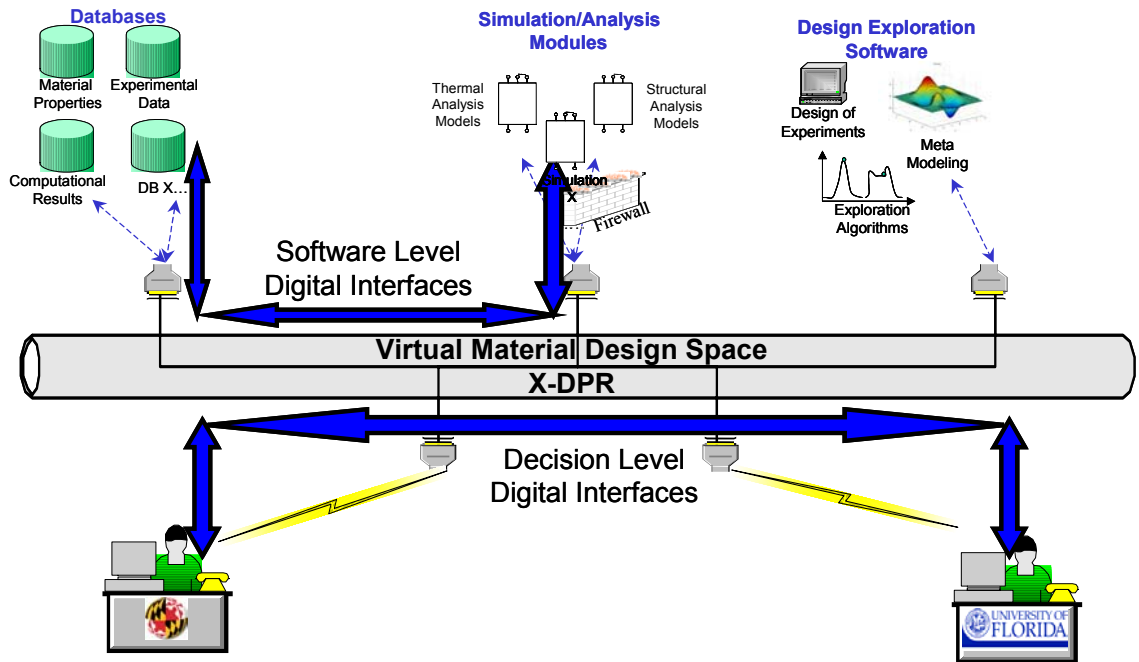 Databases
Material
Properties
Experimental
Data
Computational
Results
DB X...
Simulation/Analysis
Modules
Thermal
Analysis
Models
Structural
Analysis
Models
Simulation
X
Firewall
Design Exploration
Software
Design of
Experiments
Meta
Modeling
Exploration
Algorithms
Software Level
Digital Interfaces
Virtual Material Design Space
X-DPR
Decision Level
Digital Interfaces
UNIVERSITY OF
FLORIDA